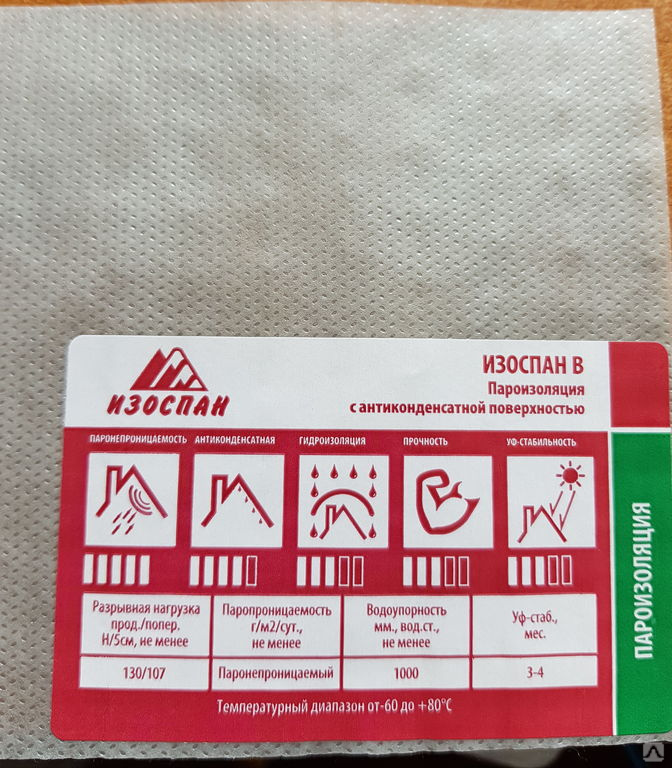 ИЗОСПАН
ИЗОСПАН В
Пароизоляция
с антиконденсатной поверхностью
ПАРОНЕПРОНИЦАЕМОСТЬ АНТИКОНДЕНСАТНАЯ ГИДРОИЗОЛЯЦИЯ ПРОЧНОСТЬ УФ-СТАБИЛЬНОСТЬ
Разрывная нагрузка
прод./попер.
Н/5см, не менее
Паропроницаемость
г/м2/сут.,
не менее
Водоупорность
мм., вод.ст.,
не менее
Уф-стаб.,
мес.
130/107 Паронепроницаемый 1000 3-4
Температурный диапазон от-60 до +80°С
ПАРОИЗОЛЯЦИЯ